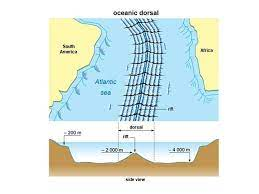 oceanic dorsal
South
America
Africa
Atlantic
sea
rift
dorsal
rift
– 200 m
– 2 000 m
– 4 000 m
side view